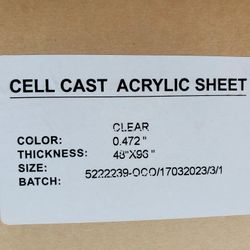 CELL CAST ACRYLIC SHEET
CLEAR
COLOR: 0.472 "
THICKNESS: 48"X96 "
SIZE:
BATCH: 5222239-OCO/17032023/3/1